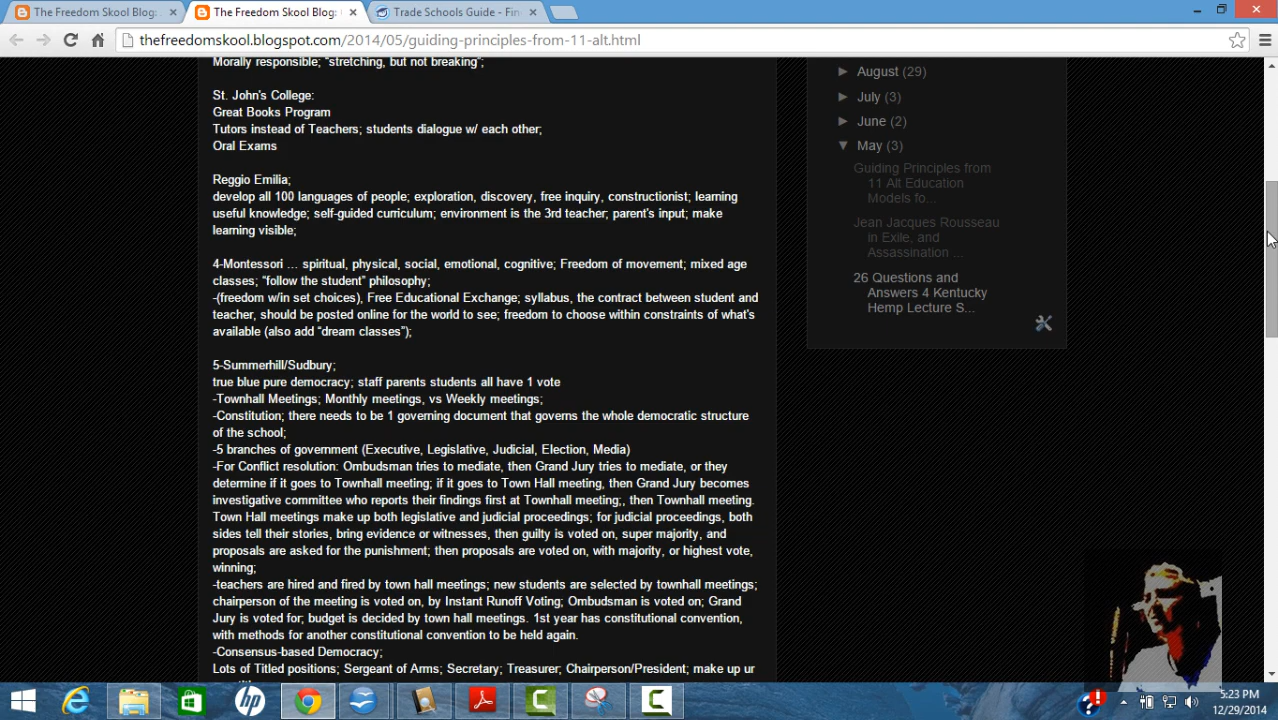 The Freedom Skool Blog:
The Freedom Skool Blog:
Trade Schools Guide - Fin
thefreedomskool.blogspot.com/2014/05/guiding-principles-from-11-alt.html
Morally responsible; "stretching, but not breaking";
St. John's College:
Great Books Program
Tutors instead of Teachers; students dialogue w/ each other;
Oral Exams
Reggio Emilia;
develop all 100 languages of people; exploration, discovery, free inquiry, constructionist; learning
useful knowledge; self-guided curriculum; environment is the 3rd teacher; parent's input; make
learning visible;
4-Montessori ... spiritual, physical, social, emotional, cognitive; Freedom of movement; mixed age
classes; “follow the student” philosophy;
-(freedom w/in set choices), Free Educational Exchange; syllabus, the contract between student and
teacher, should be posted online for the world to see; freedom to choose within constraints of what's
available (also add “dream classes”);
5-Summerhill/Sudbury;
true blue pure democracy; staff parents students all have 1 vote
-Townhall Meetings; Monthly meetings, vs Weekly meetings;
-Constitution; there needs to be 1 governing document that governs the whole democratic structure
of the school;
-5 branches of government (Executive, Legislative, Judicial, Election, Media)
-For Conflict resolution: Ombudsman tries to mediate, then Grand Jury tries to mediate, or they
determine if it goes to Townhall meeting; if it goes to Town Hall meeting, then Grand Jury becomes
investigative committee who reports their findings first at Townhall meeting;, then Townhall meeting.
Town Hall meetings make up both legislative and judicial proceedings; for judicial proceedings, both
sides tell their stories, bring evidence or witnesses, then guilty is voted on, super majority, and
proposals are asked for the punishment; then proposals are voted on, with majority, or highest vote,
winning;
-teachers are hired and fired by town hall meetings; new students are selected by townhall meetings;
chairperson of the meeting is voted on, by Instant Runoff Voting; Ombudsman is voted on; Grand
Jury is voted for; budget is decided by town hall meetings. 1st year has constitutional convention,
with methods for another constitutional convention to be held again.
-Consensus-based Democracy;
Lots of Titled positions; Sergeant of Arms; Secretary; Treasurer; Chairperson/President; make up ur
August (29)
July (3)
June (2)
May (3)
Guiding Principles from
11 Alt Education
Models fo...
Jean Jacques Rousseau
in Exile, and
Assassination ...
26 Questions and
Answers 4 Kentucky
Hemp Lecture S...
5:23 PM
12/29/2014